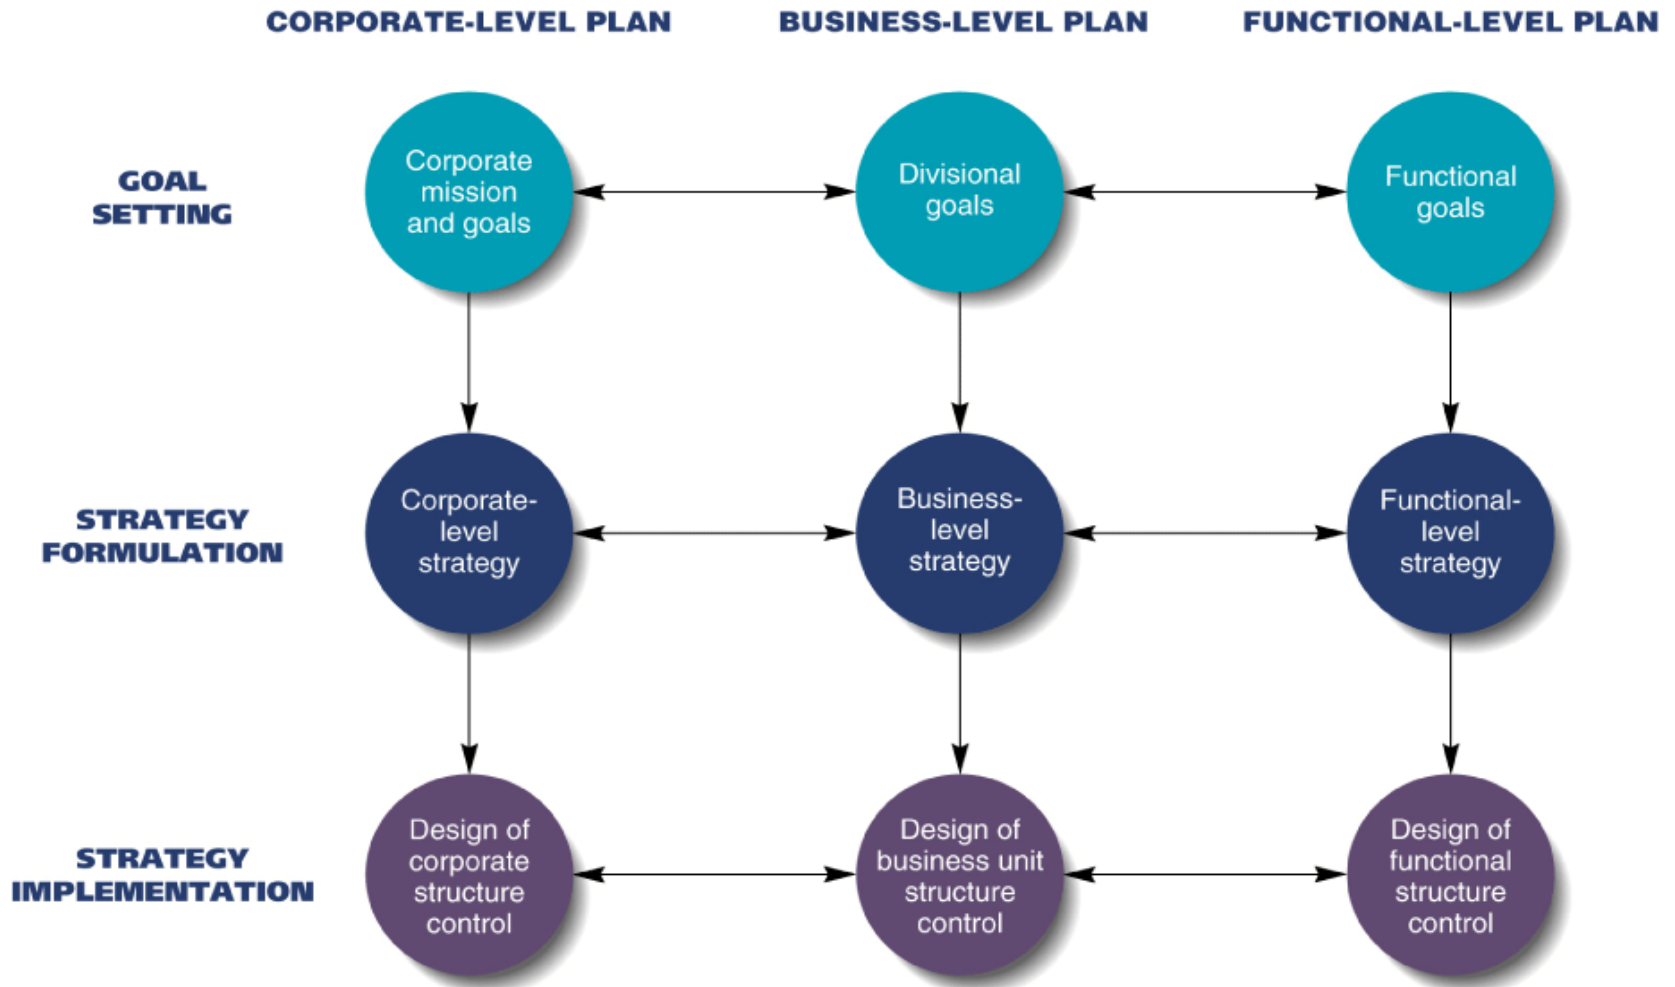 CORPORATE-LEVEL PLAN
BUSINESS-LEVEL PLAN
FUNCTIONAL-LEVEL PLAN
GOAL
SETTING
Corporate
mission
and goals
Divisional
goals
Functional
goals
STRATEGY
FORMULATION
Corporate-
level
strategy
Business-
level
strategy
Functional-
level
strategy
STRATEGY
IMPLEMENTATION
Design of
corporate
structure
control
Design of
business unit
structure
control
Design of
functional
structure
control